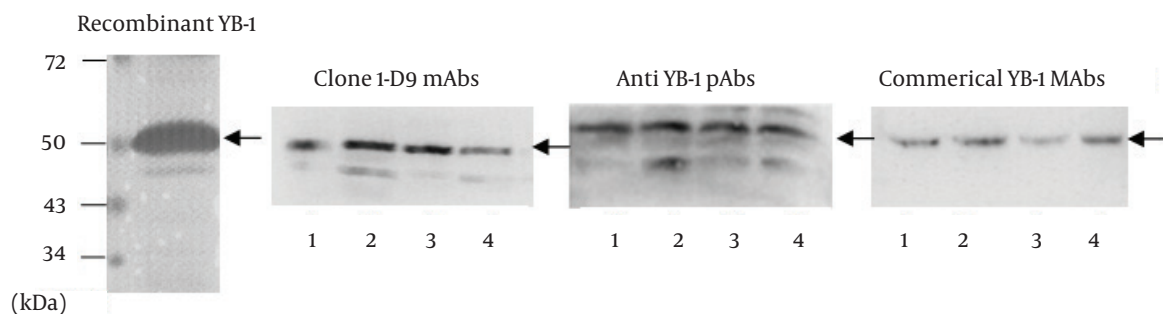 Recombinant YB-1
72
50
43
34
(kDa)
Clone 1-D9 mAbs
1 2 3 4
Anti YB-1 pAbs
1 2 3 4
Commerical YB-1 MAbs
1 2 3 4